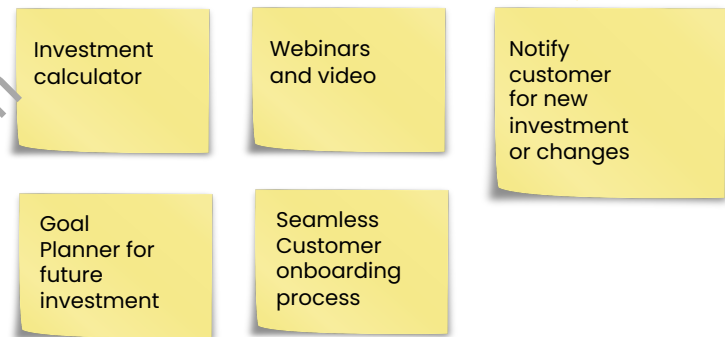 Investment
calculator
Webinars
and video
Notify
customer
for new
investment
or changes
Goal
Planner for
future
investment
Seamless
Customer
onboarding
process